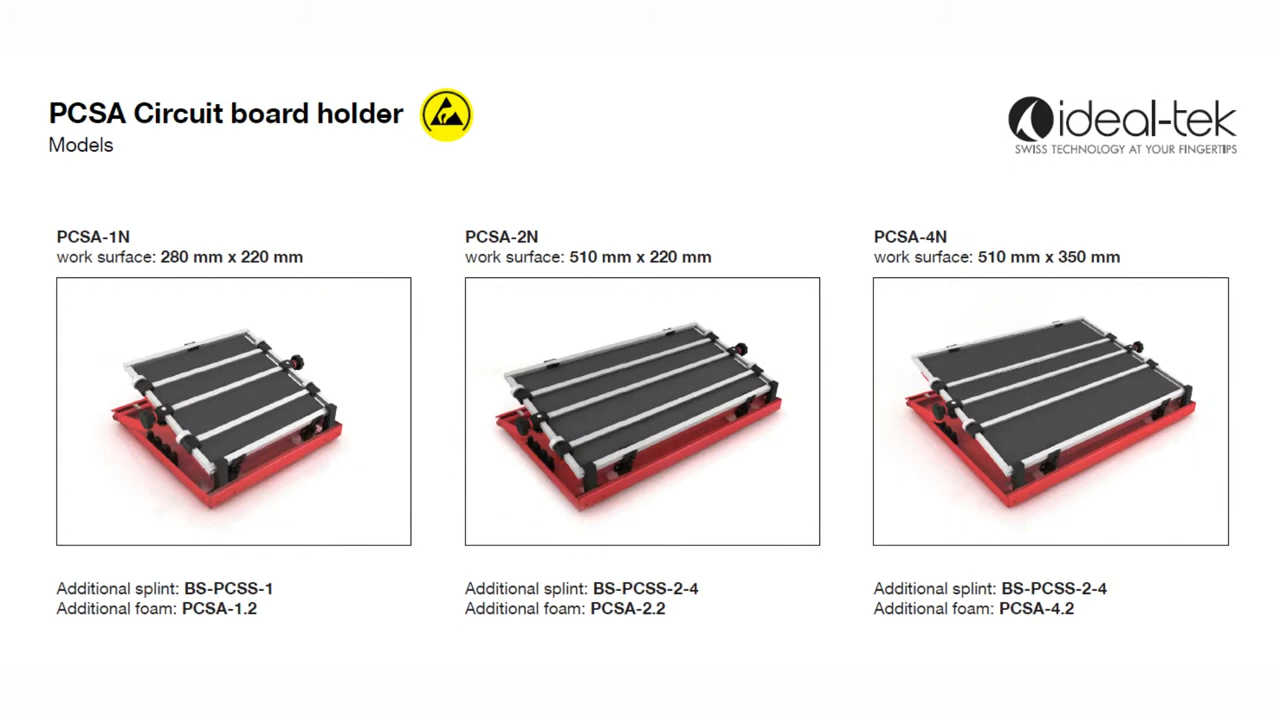 PCSA Circuit board holder
Models
ideal-tek
SWISS TECHNOLOGY AT YOUR FINGERTIPS
PCSA-1N
work surface: 280 mm x 220 mm
Additional splint: BS-PCSS-1
Additional foam: PCSA-1.2
PCSA-2N
work surface: 510 mm x 220 mm
Additional splint: BS-PCSS-2-4
Additional foam: PCSA-2.2
PCSA-4N
work surface: 510 mm x 350 mm
Additional splint: BS-PCSS-2-4
Additional foam: PCSA-4.2